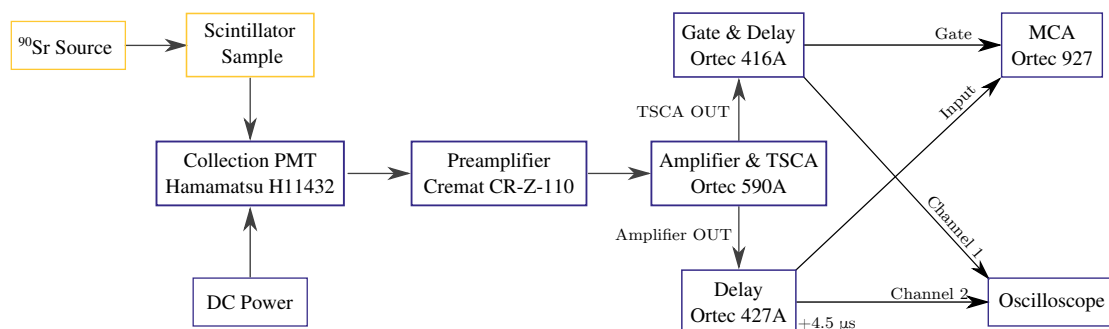 ⁹⁰Sr Source
Scintillator
Sample
Collection PMT
Hamamatsu H11432
DC Power
Preamplifier
Cremat CR-Z-110
Gate & Delay
Ortec 416A
TSCA OUT
Amplifier & TSCA
Ortec 590A
Amplifier OUT
Delay
Ortec 427A
+4.5 µs
Gate
Input
Channel 1
Channel 2
MCA
Ortec 927
Oscilloscope